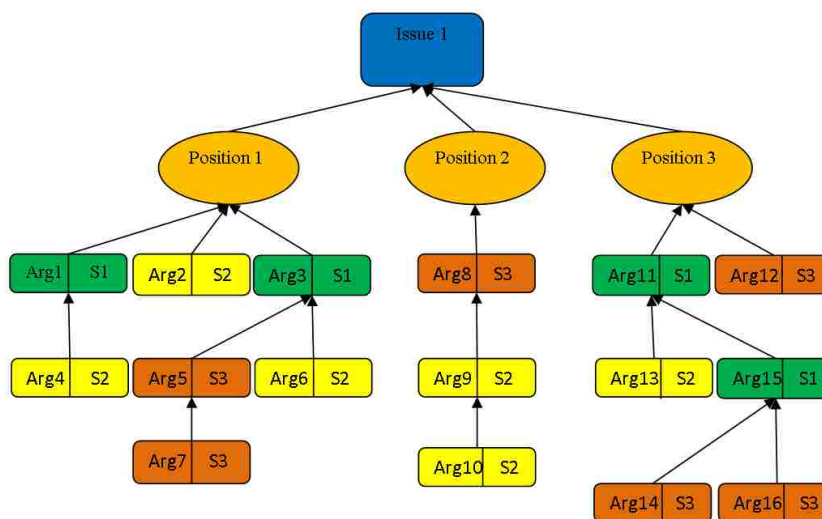 Issue 1
Position 1 Position 2 Position 3
Arg1 S1 Arg2 S2 Arg3 S1 Arg8 S3 Arg11 S1 Arg12 S3
Arg4 S2 Arg5 S3 Arg6 S2 Arg9 S2 Arg13 S2 Arg15 S1
Arg7 S3 Arg10 S2
Arg14 S3 Arg16 S3